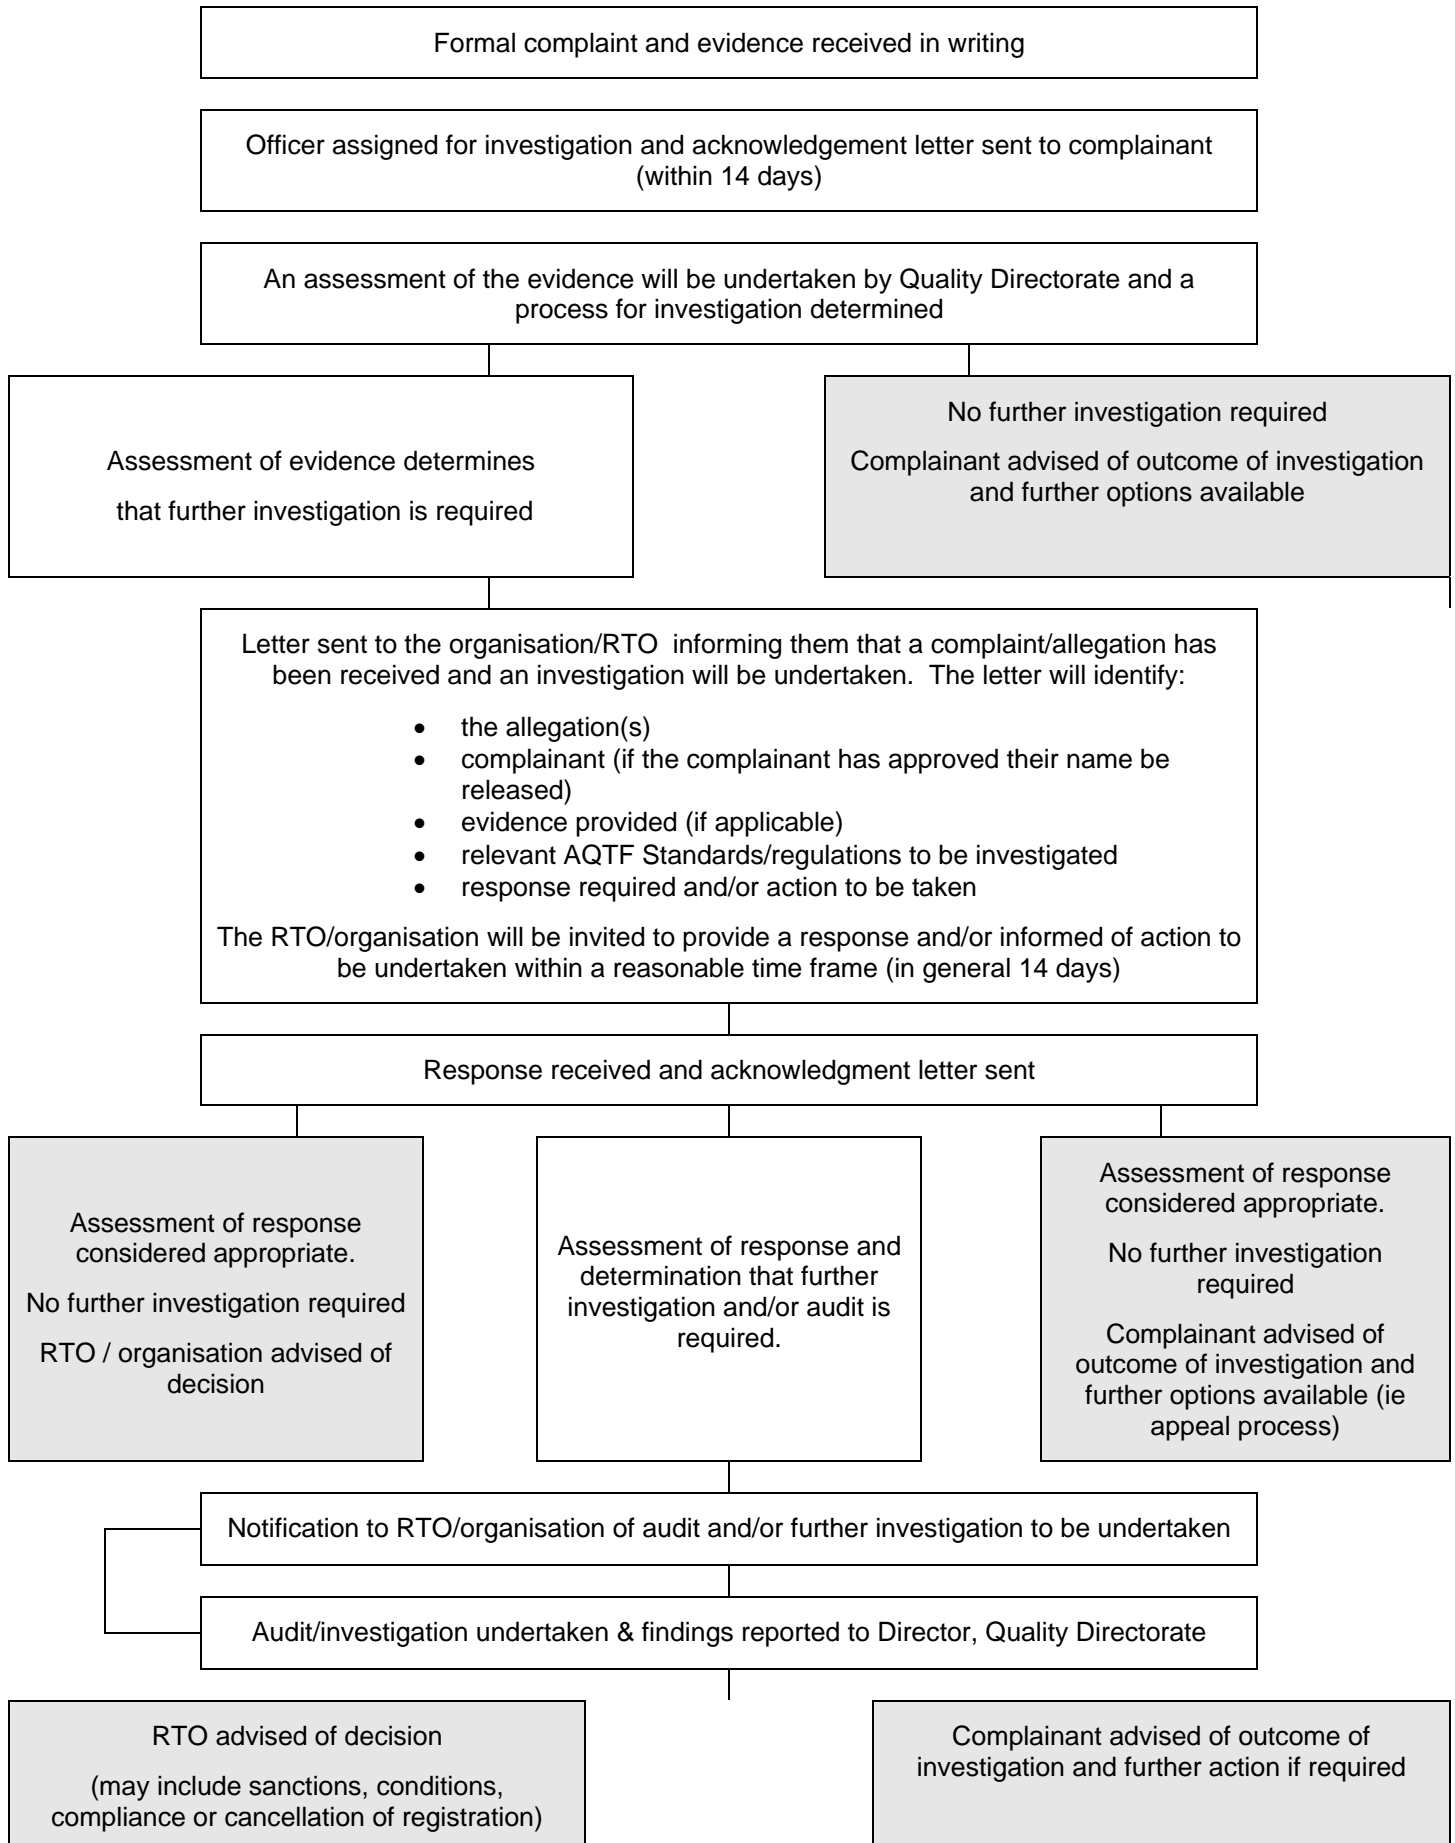 Formal complaint and evidence received in writing
Officer assigned for investigation and acknowledgement letter sent to complainant
(within 14 days)
An assessment of the evidence will be undertaken by Quality Directorate and a
process for investigation determined
Assessment of evidence determines
that further investigation is required
No further investigation required
Complainant advised of outcome of investigation
and further options available
Letter sent to the organisation/RTO  informing them that a complaint/allegation has
been received and an investigation will be undertaken.  The letter will identify:
• the allegation(s)
• complainant (if the complainant has approved their name be
released)
• evidence provided (if applicable)
• relevant AQTF Standards/regulations to be investigated
• response required and/or action to be taken
The RTO/organisation will be invited to provide a response and/or informed of action to
be undertaken within a reasonable time frame (in general 14 days)
Response received and acknowledgment letter sent
Assessment of response
considered appropriate.
No further investigation required
RTO / organisation advised of
decision
Assessment of response and
determination that further
investigation and/or audit is
required.
Assessment of response
considered appropriate.
No further investigation
required
Complainant advised of
outcome of investigation and
further options available (ie
appeal process)
Notification to RTO/organisation of audit and/or further investigation to be undertaken
Audit/investigation undertaken & findings reported to Director, Quality Directorate
RTO advised of decision
(may include sanctions, conditions,
compliance or cancellation of registration)
Complainant advised of outcome of
investigation and further action if required